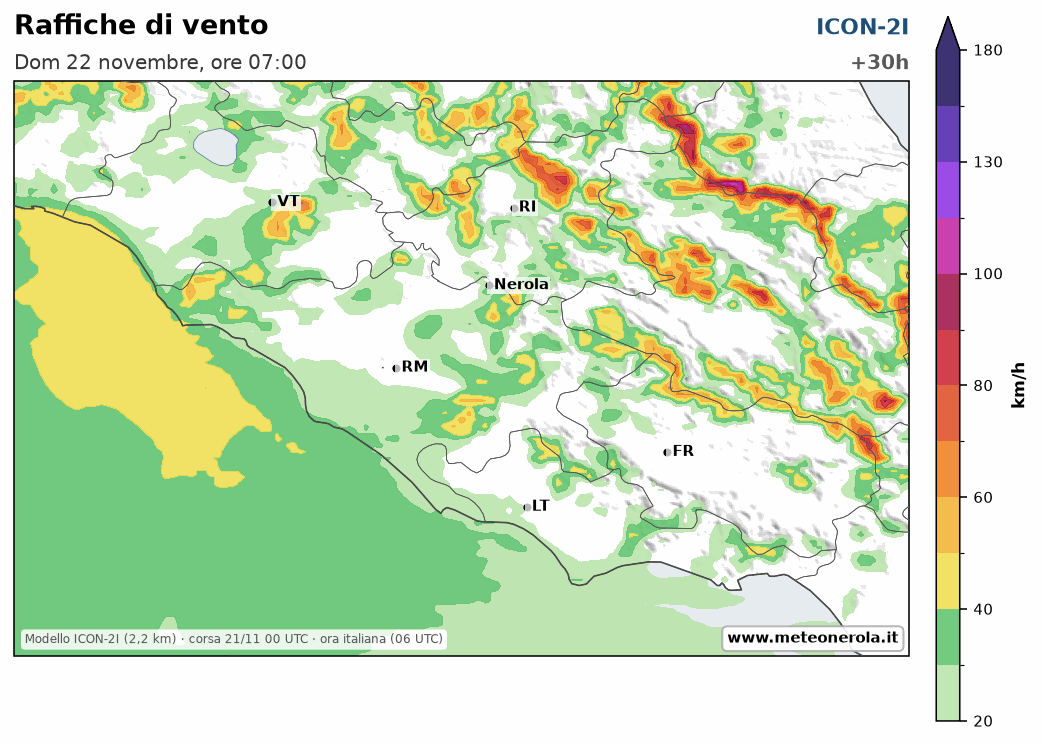 Raffiche di vento
ICON-2I
Dom 22 novembre, ore 07:00
+30h
180
130
100
80
60
40
20
km/h
VT
RI
Nerola
RM
FR
LT
Modello ICON-2I (2,2 km) · corsa 21/11 00 UTC · ora italiana (06 UTC)
www.meteonerola.it